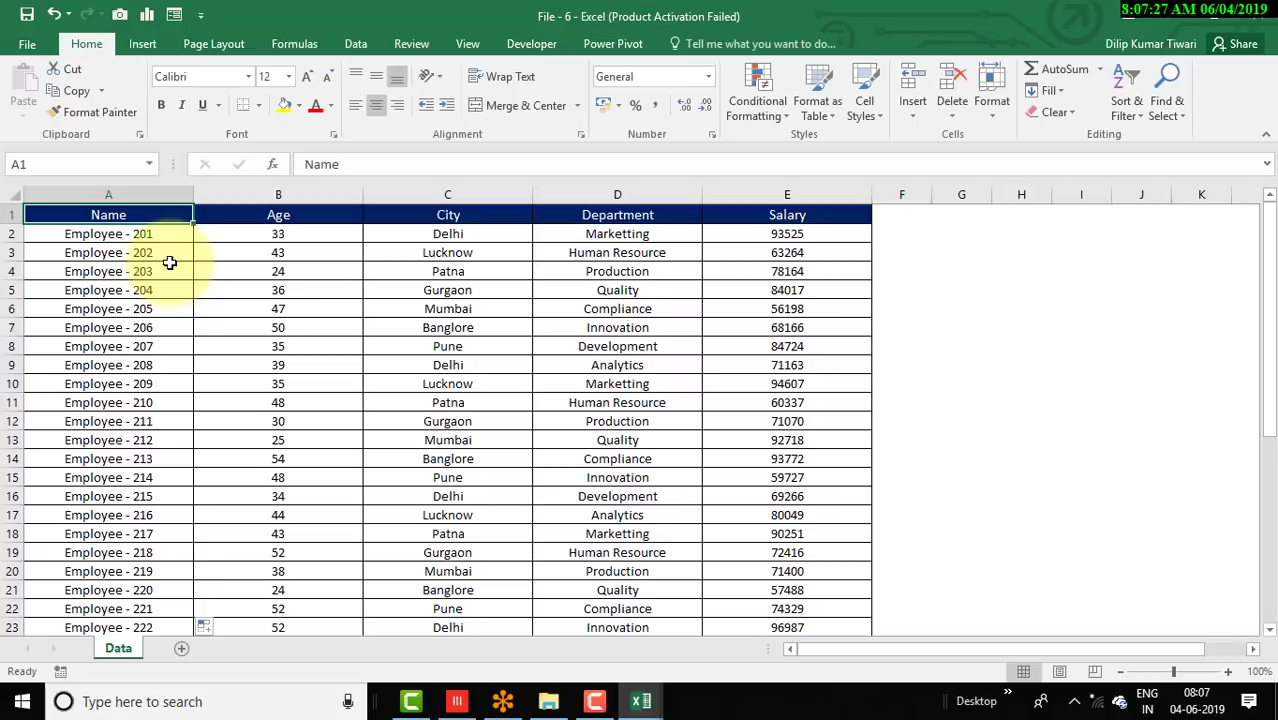 8:07:27 AM 06/04/2019
File - 6 - Excel (Product Activation Failed)
File Home Insert Page Layout Formulas Data Review View Developer Power Pivot Tell me what you want to do... Dilip Kumar Tiwari Share
Paste Cut Copy Format Painter
Calibri 12
B I U A
Wrap Text
Merge & Center
General
% ,
Conditional Formatting Format as Table Cell Styles
Insert Delete Format
AutoSum
Fill
Clear
Sort & Filter Find & Select
Clipboard Font Alignment Number Styles Cells Editing
A1 fx Name
A B C D E F G H I J K
1 Name Age City Department Salary
2 Employee - 201 33 Delhi Marketting 93525
3 Employee - 202 43 Lucknow Human Resource 63264
4 Employee - 203 24 Patna Production 78164
5 Employee - 204 36 Gurgaon Quality 84017
6 Employee - 205 47 Mumbai Compliance 56198
7 Employee - 206 50 Banglore Innovation 68166
8 Employee - 207 35 Pune Development 84724
9 Employee - 208 39 Delhi Analytics 71163
10 Employee - 209 35 Lucknow Marketting 94607
11 Employee - 210 48 Patna Human Resource 60337
12 Employee - 211 30 Gurgaon Production 71070
13 Employee - 212 25 Mumbai Quality 92718
14 Employee - 213 54 Banglore Compliance 93772
15 Employee - 214 48 Pune Innovation 59727
16 Employee - 215 34 Delhi Development 69266
17 Employee - 216 44 Lucknow Analytics 80049
18 Employee - 217 43 Patna Marketting 90251
19 Employee - 218 52 Gurgaon Human Resource 72416
20 Employee - 219 38 Mumbai Production 71400
21 Employee - 220 24 Banglore Quality 57488
22 Employee - 221 52 Pune Compliance 74329
23 Employee - 222 52 Delhi Innovation 96987
Data
Ready 100%
Type here to search Desktop ENG IN 08:07 04-06-2019